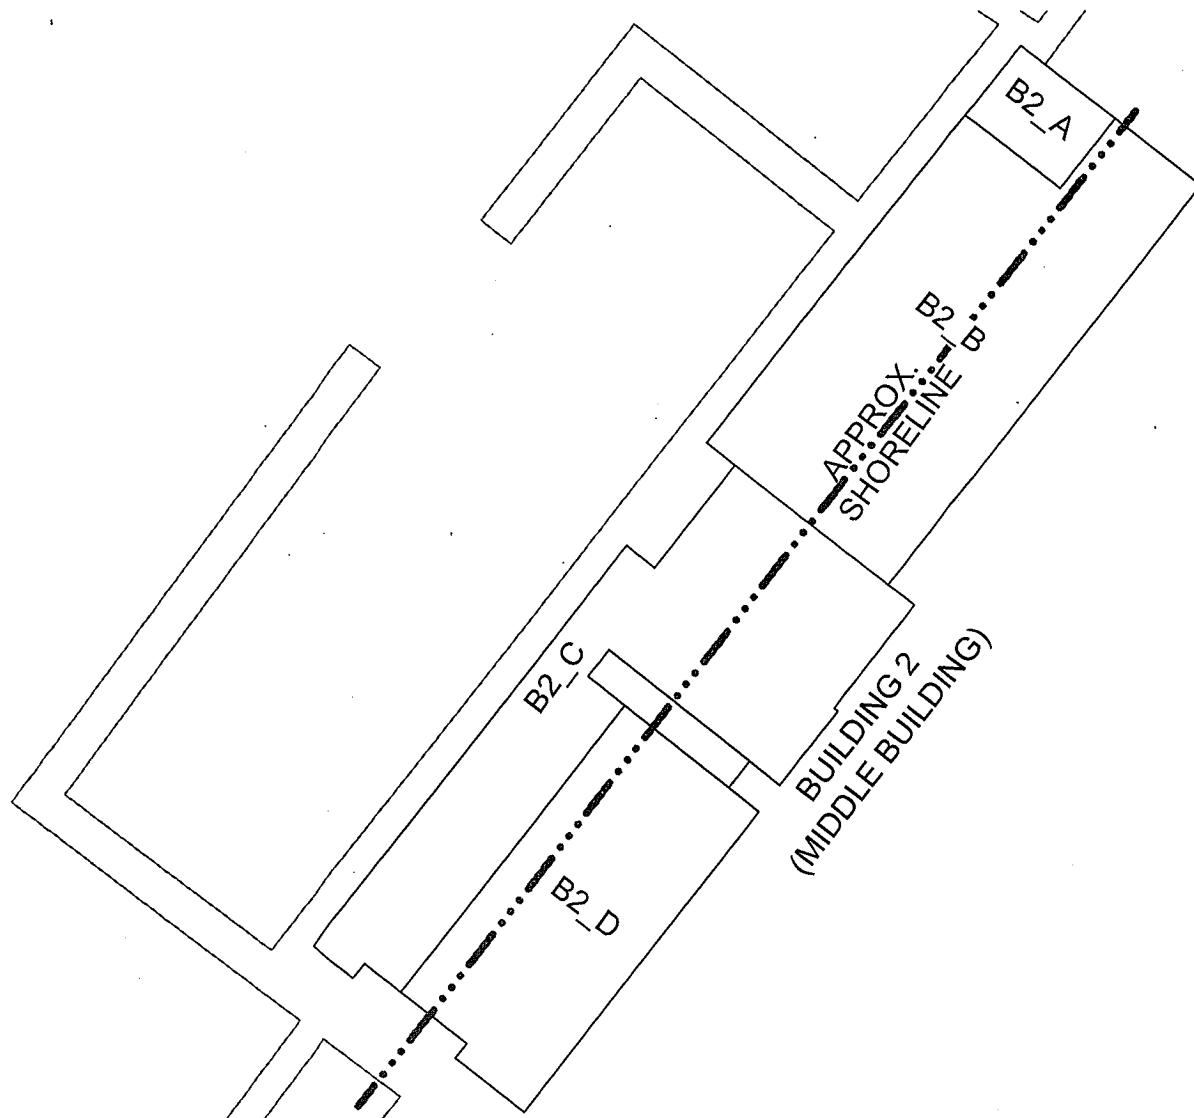 B2_A
B2_B
APPROX.
SHORELINE
B2_C
BUILDING 2
(MIDDLE BUILDING)
B2_D